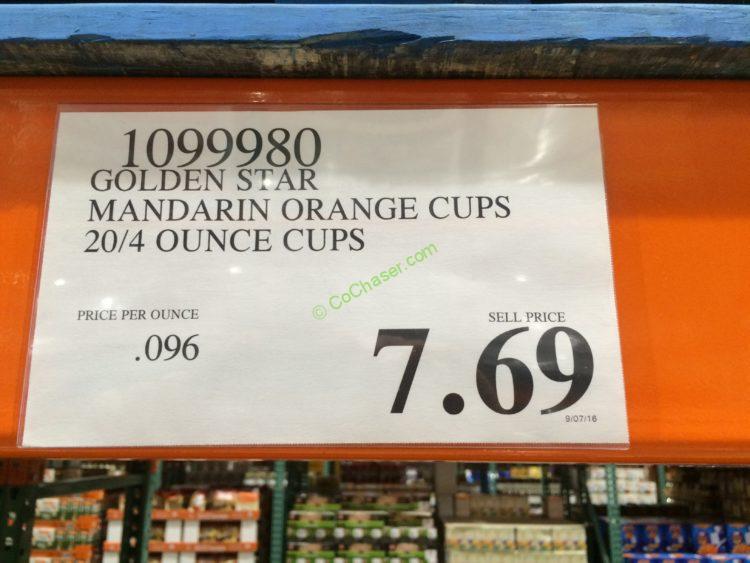 1099980
GOLDEN STAR
MANDARIN ORANGE CUPS
20/4 OUNCE CUPS
© CoChaser.com
PRICE PER OUNCE
.096
SELL PRICE
7.69
9/07/16